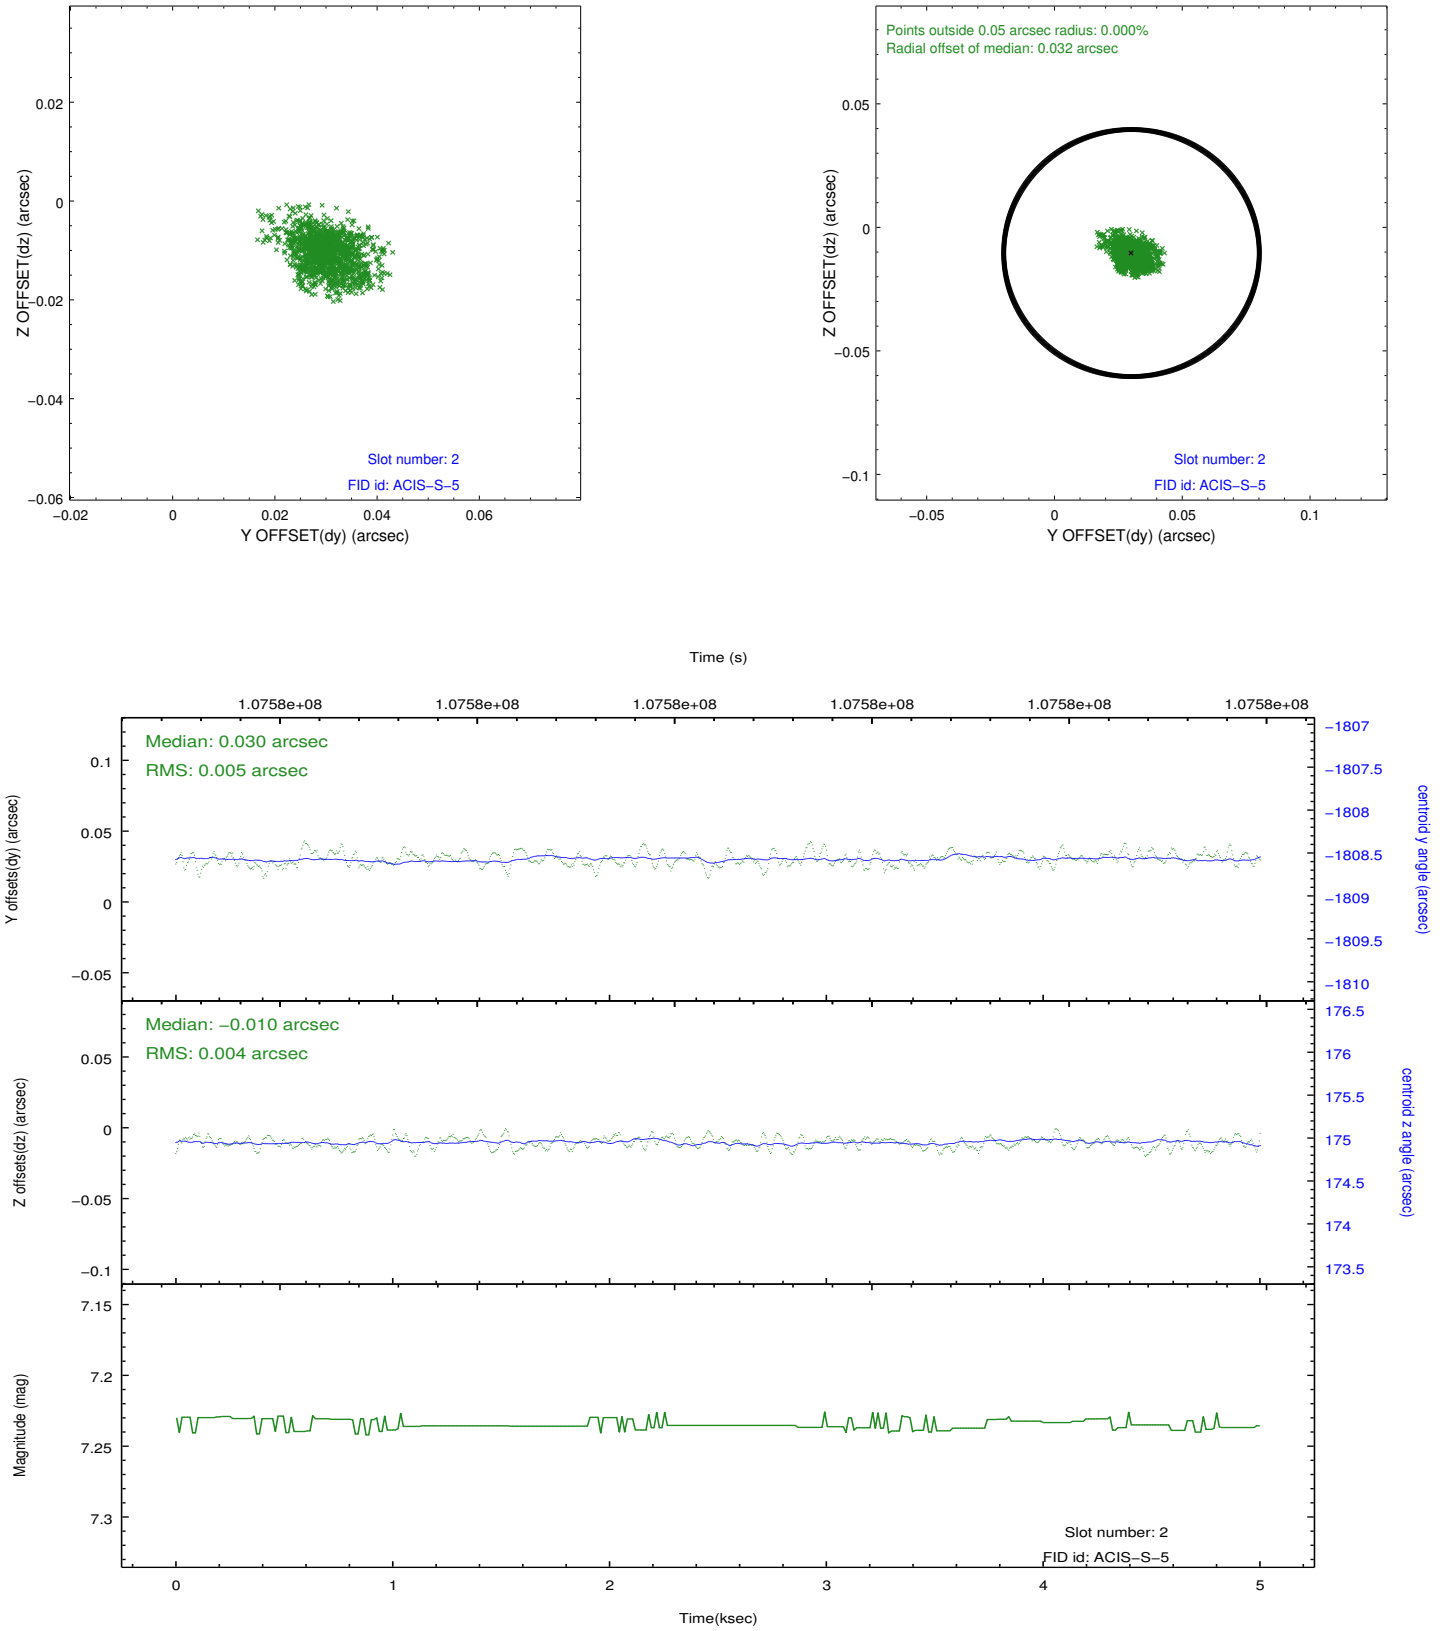 0.02
0
−0.02
−0.04
−0.06
−0.02
0
0.02
0.04
0.06
Z OFFSET(dz) (arcsec)
Y OFFSET(dy) (arcsec)
Slot number: 2
FID id: ACIS−S−5
Points outside 0.05 arcsec radius: 0.000%
Radial offset of median: 0.032 arcsec
0.05
0
−0.05
−0.1
−0.05
0
0.05
0.1
Z OFFSET(dz) (arcsec)
Y OFFSET(dy) (arcsec)
Slot number: 2
FID id: ACIS−S−5
Time (s)
1.0758e+08
1.0758e+08
1.0758e+08
1.0758e+08
1.0758e+08
1.0758e+08
Median: 0.030 arcsec
RMS: 0.005 arcsec
0.1
0.05
0
−0.05
Y offsets(dy) (arcsec)
−1807
−1807.5
−1808
−1808.5
−1809
−1809.5
−1810
centroid y angle (arcsec)
Median: −0.010 arcsec
RMS: 0.004 arcsec
0.05
0
−0.05
−0.1
Z offsets(dz) (arcsec)
176.5
176
175.5
175
174.5
174
173.5
centroid z angle (arcsec)
7.15
7.2
7.25
7.3
Magnitude (mag)
Slot number: 2
FID id: ACIS−S−5
0
1
2
3
4
5
Time(ksec)